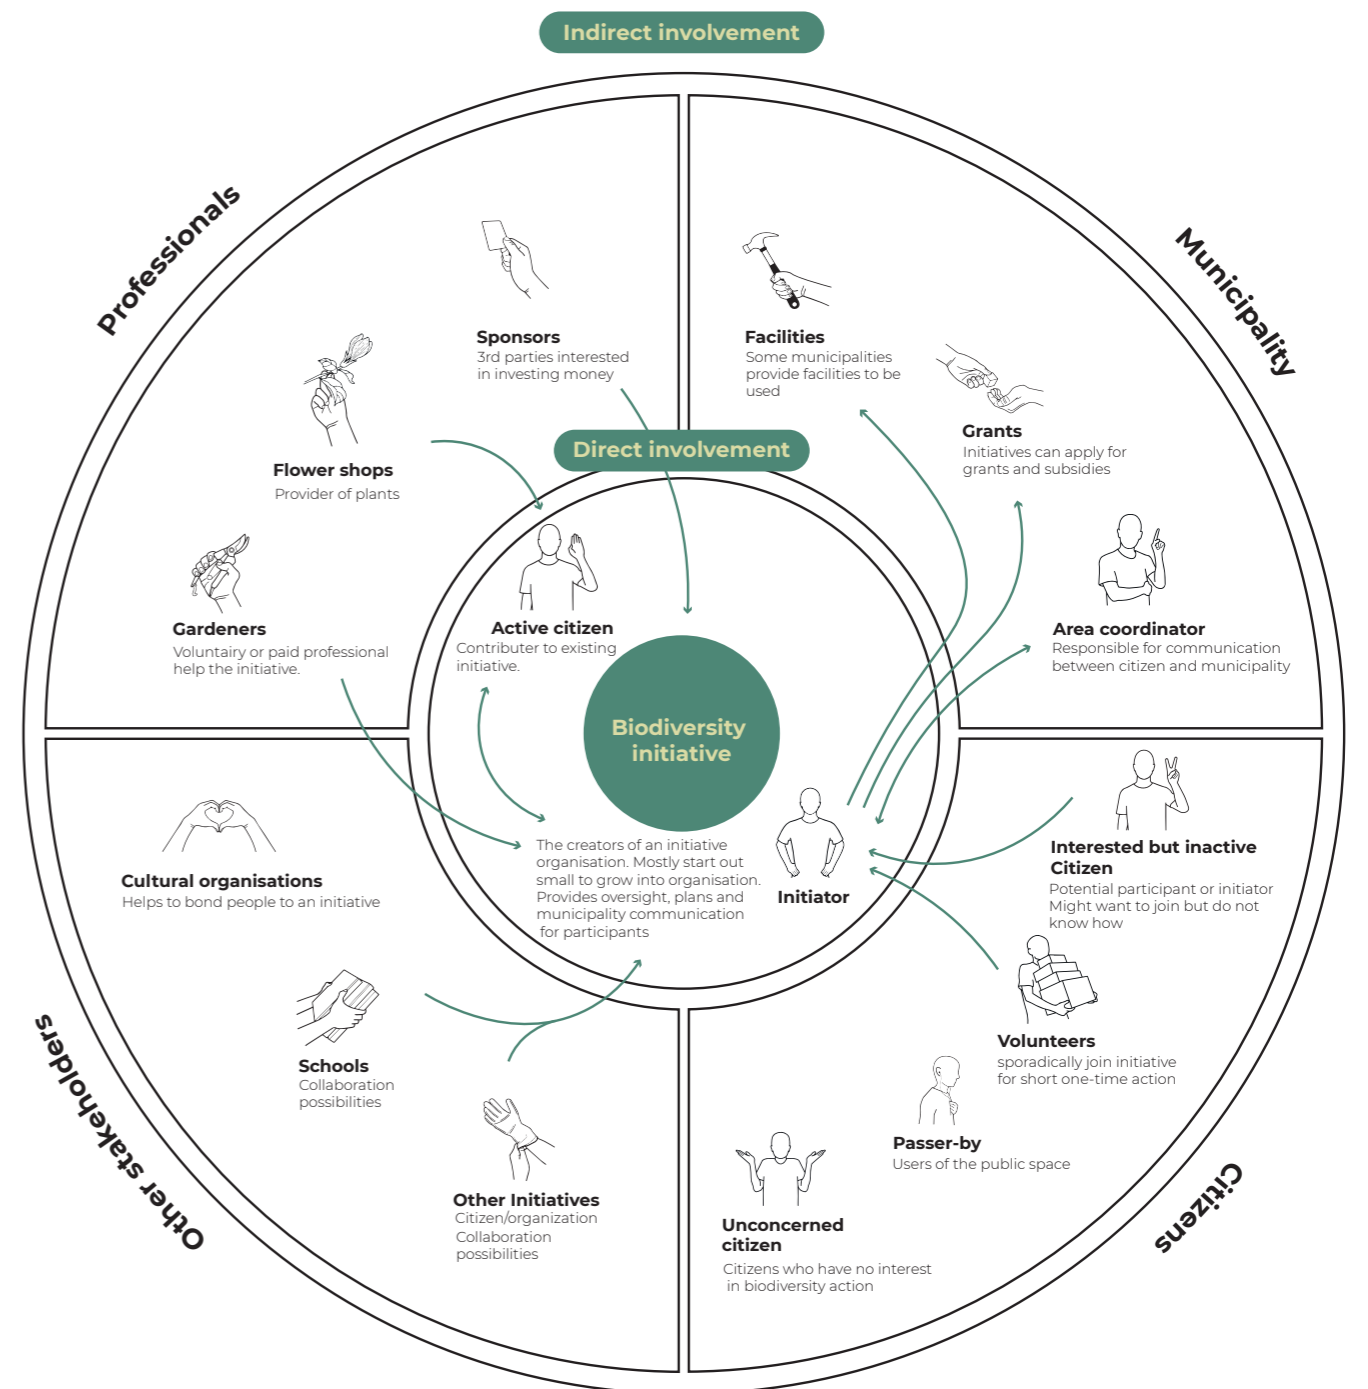 Indirect involvement
Professionals
Municipality
Sponsors
3rd parties interested
in investing money
Facilities
Some municipalities
provide facilities to be
used
Grants
Initiatives can apply for
grants and subsidies
Flower shops
Provider of plants
Direct involvement
Gardeners
Voluntairy or paid professional
help the initiative.
Active citizen
Contributer to existing
initiative.
Area coordinator
Responsible for communication
between citizen and municipality
Biodiversity
initiative
The creators of an initiative
organisation. Mostly start out
small to grow into organisation.
Provides oversight, plans and
municipality communication
for participants
Initiator
Interested but inactive
Citizen
Potential participant or initiator
Might want to join but do not
know how
Cultural organisations
Helps to bond people to an initiative
Schools
Collaboration
possibilities
Volunteers
sporadically join initiative
for short one-time action
Passer-by
Users of the public space
Other Initiatives
Citizen/organization
Collaboration
possibilities
Unconcerned
citizen
Citizens who have no interest
in biodiversity action
Other stakeholders
Citizens